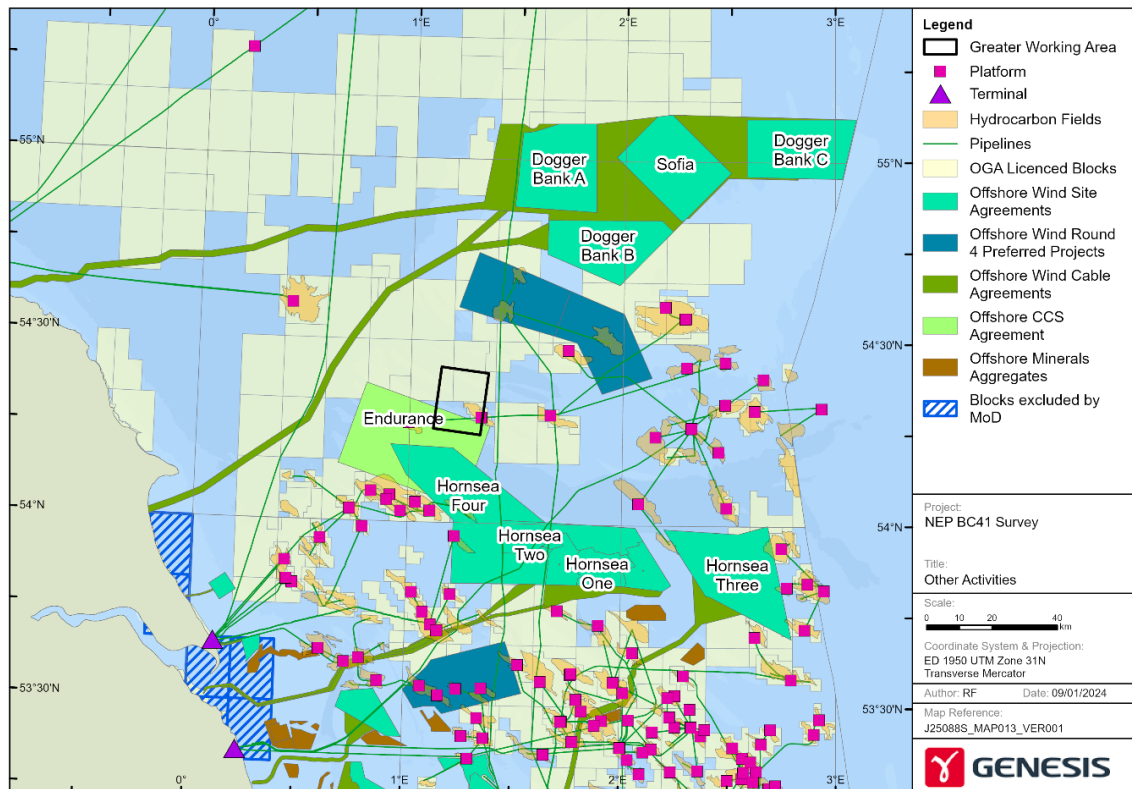 0°
1°E
2°E
3°E
55°N
55°N
Dogger
Bank A
Sofia
Dogger
Bank C
Dogger
Bank B
54°30'N
54°30'N
Endurance
Hornsea
Four
54°N
54°N
Hornsea
Two
Hornsea
One
Hornsea
Three
53°30'N
53°30'N
0°
1°E
2°E
3°E
Legend
Greater Working Area
Platform
Terminal
Hydrocarbon Fields
Pipelines
OGA Licenced Blocks
Offshore Wind Site
Agreements
Offshore Wind Round
4 Preferred Projects
Offshore Wind Cable
Agreements
Offshore CCS
Agreement
Offshore Minerals
Aggregates
Blocks excluded by
MoD
Project:
NEP BC41 Survey
Title:
Other Activities
Scale:
0 10 20 40
km
Coordinate System & Projection:
ED 1950 UTM Zone 31N
Transverse Mercator
Author: RF Date: 09/01/2024
Map Reference:
J25088S_MAP013_VER001
GENESIS